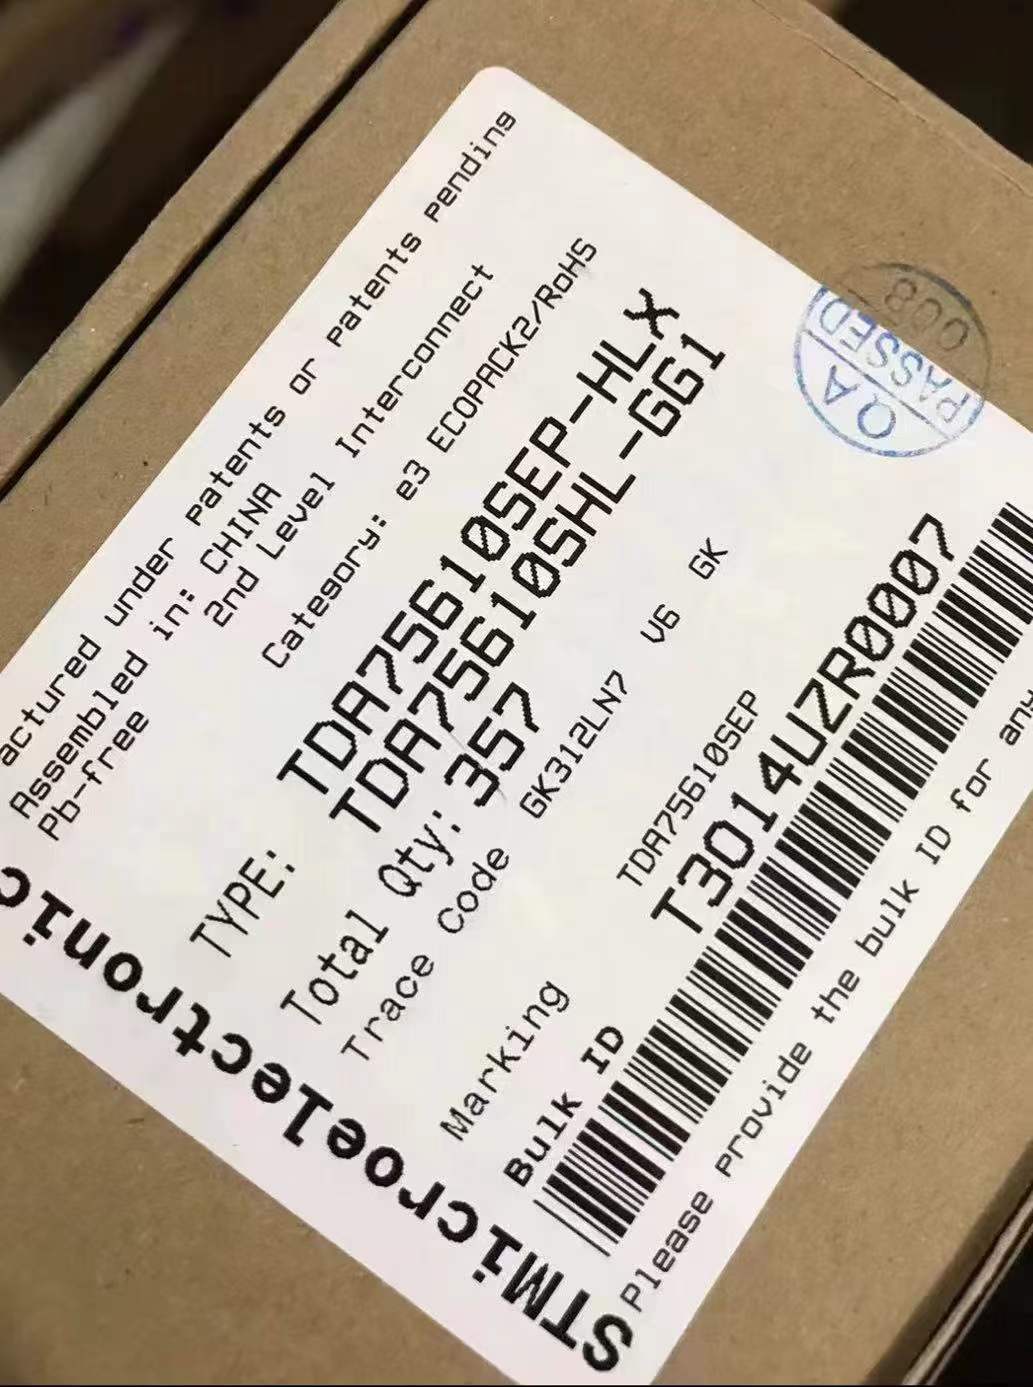 STMicroelectronic
actured under patents or patents pending
Assembled in: CHINA
Pb-free 2nd Level Interconnect
Category: e3 ECOPACK2/RoHS
TYPE: TDA75610SEP-HLX
TDA75610SHL-GG1
Total Qty: 357
Trace Code GK312LN7 V6 GK
Marking TDA75610SEP
Bulk ID T3014UZR0007
Please provide the bulk ID for any
QA
PASSED
008